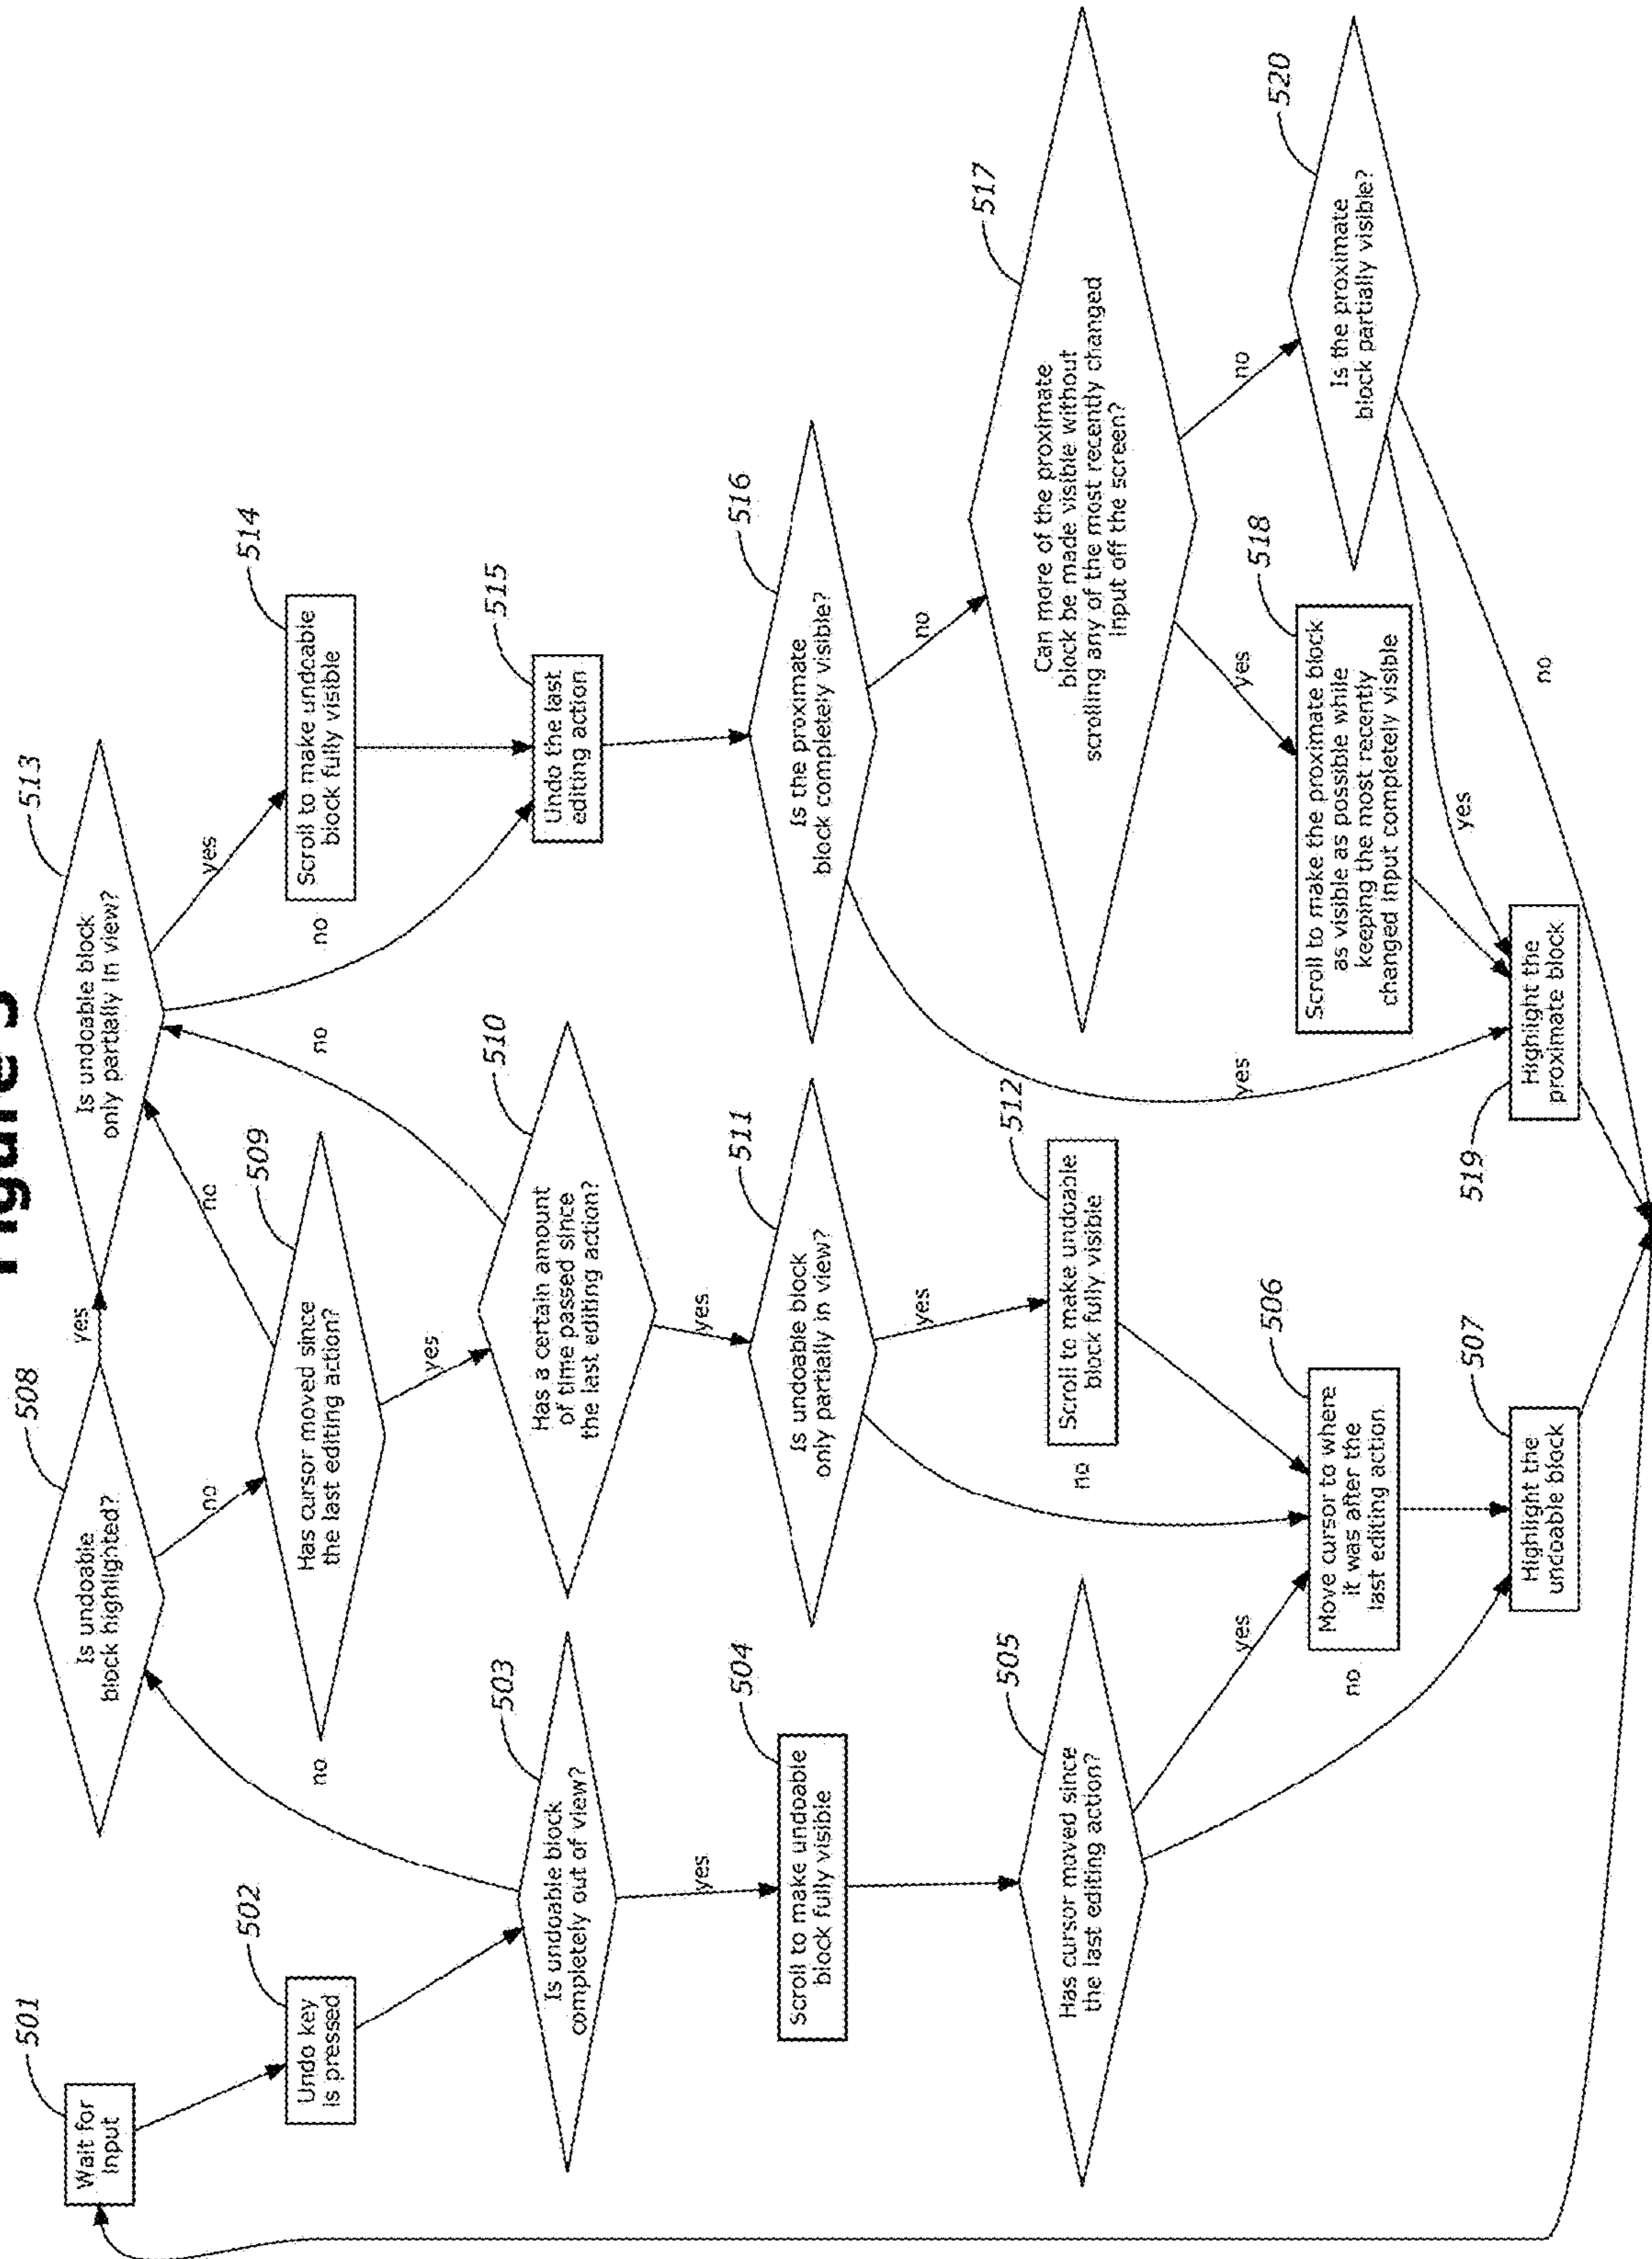 Figure 5
501
Wait for
input
502
Undo key
is pressed
503
Is undoable block
completely out of view?
no
yes
504
Scroll to make undoable
block fully visible
505
Has cursor moved since
the last editing action?
yes
no
506
Move cursor to where
it was after the
last editing action
507
Highlight the
undoable block
508
Is undoable
block highlighted?
yes
no
509
Has cursor moved since
the last editing action?
no
yes
510
Has a certain amount
of time passed since
the last editing action?
no
yes
511
Is undoable block
only partially in view?
yes
no
512
Scroll to make undoable
block fully visible
513
Is undoable block
only partially in view?
yes
no
514
Scroll to make undoable
block fully visible
515
Undo the last
editing action
516
Is the proximate
block completely visible?
no
yes
517
Can more of the proximate
block be made visible without
scrolling any of the most recently changed
input off the screen?
yes
no
518
Scroll to make the proximate block
as visible as possible while
keeping the most recently
changed input completely visible
519
Highlight the
proximate block
520
Is the proximate
block partially visible?
yes
no